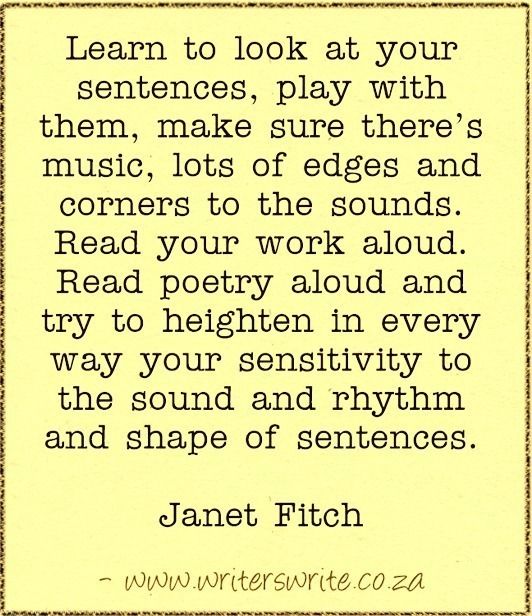 Learn to look at your
sentences, play with
them, make sure there's
music, lots of edges and
corners to the sounds.
Read your work aloud.
Read poetry aloud and
try to heighten in every
way your sensitivity to
the sound and rhythm
and shape of sentences.
Janet Fitch
- www.writerswrite.co.za